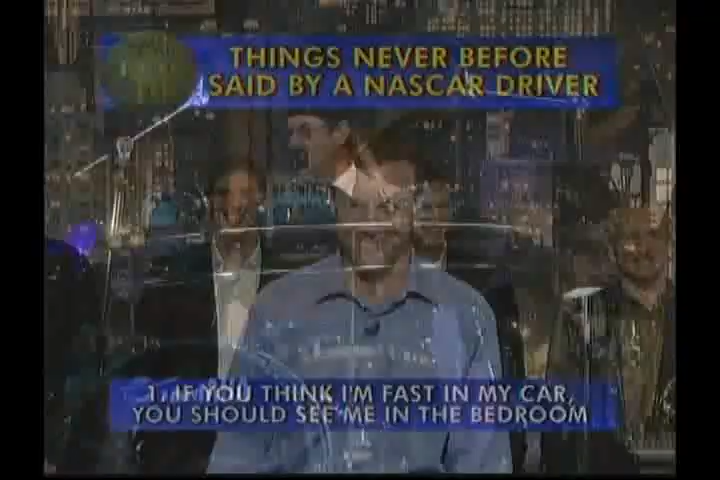 THINGS NEVER BEFORE
SAID BY A NASCAR DRIVER
1. IF YOU THINK I'M FAST IN MY CAR,
YOU SHOULD SEE ME IN THE BEDROOM